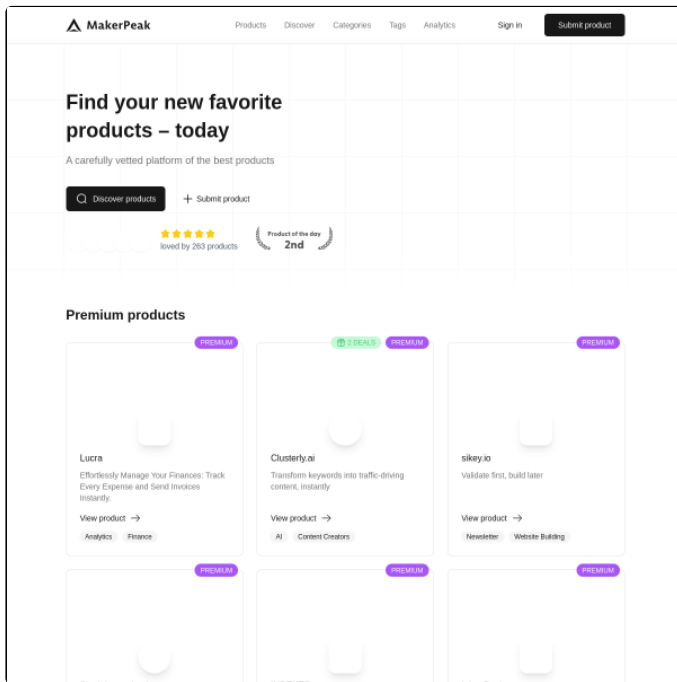 MakerPeak
Products Discover Categories Tags Analytics Sign in Submit product
Find your new favorite
products – today
A carefully vetted platform of the best products
Discover products Submit product
loved by 263 products
Product of the day
2nd
Premium products
PREMIUM
2 DEALS PREMIUM
PREMIUM
Lucra
Effortlessly Manage Your Finances: Track
Every Expense and Send Invoices
Instantly.
View product
Analytics Finance
Clusterly.ai
Transform keywords into traffic-driving
content, instantly
View product
AI Content Creators
sikey.io
Validate first, build later
View product
Newsletter Website Building
PREMIUM
PREMIUM
PREMIUM